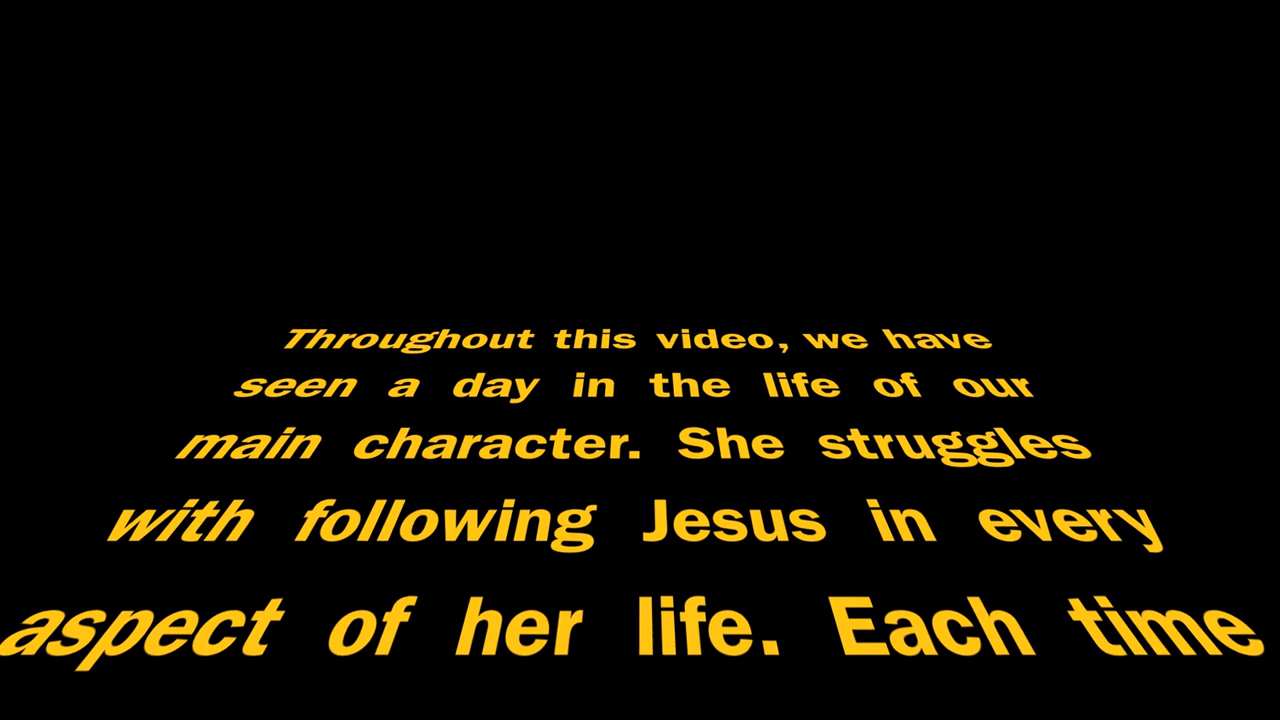 Throughout this video, we have
seen a day in the life of our
main character. She struggles
with following Jesus in every
aspect of her life. Each time